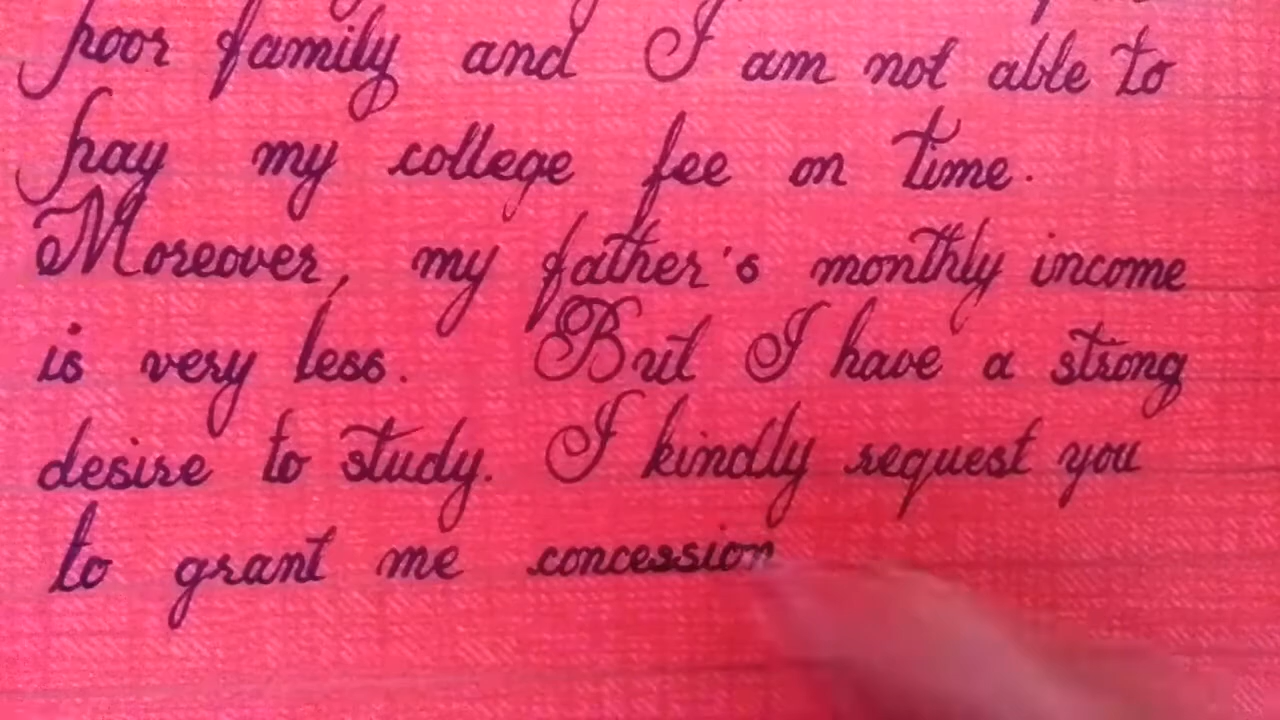 poor family and I am not able to
pay my college fee on time.
Moreover, my father's monthly income
is very less. But I have a strong
desire to study. I kindly request you
to grant me concession